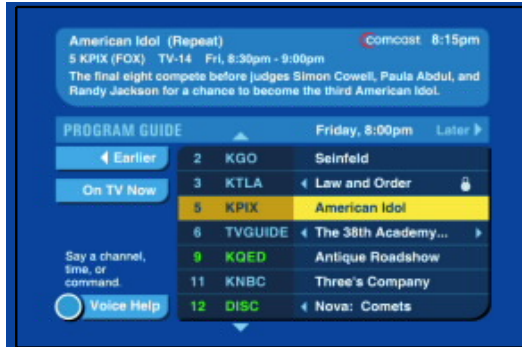 American Idol (Repeat) comcast 8:15pm
5 KPIX (FOX) TV-14 Fri, 8:30pm - 9:00pm
The final eight compete before judges Simon Cowell, Paula Abdul, and
Randy Jackson for a chance to become the third American Idol.
PROGRAM GUIDE Friday, 8:00pm Later
Earlier
On TV Now
2 KGO Seinfeld
3 KTLA Law and Order
5 KPIX American Idol
6 TVGUIDE The 38th Academy...
9 KQED Antique Roadshow
11 KNBC Three's Company
12 DISC Nova: Comets
Say a channel,
time, or
command.
Voice Help